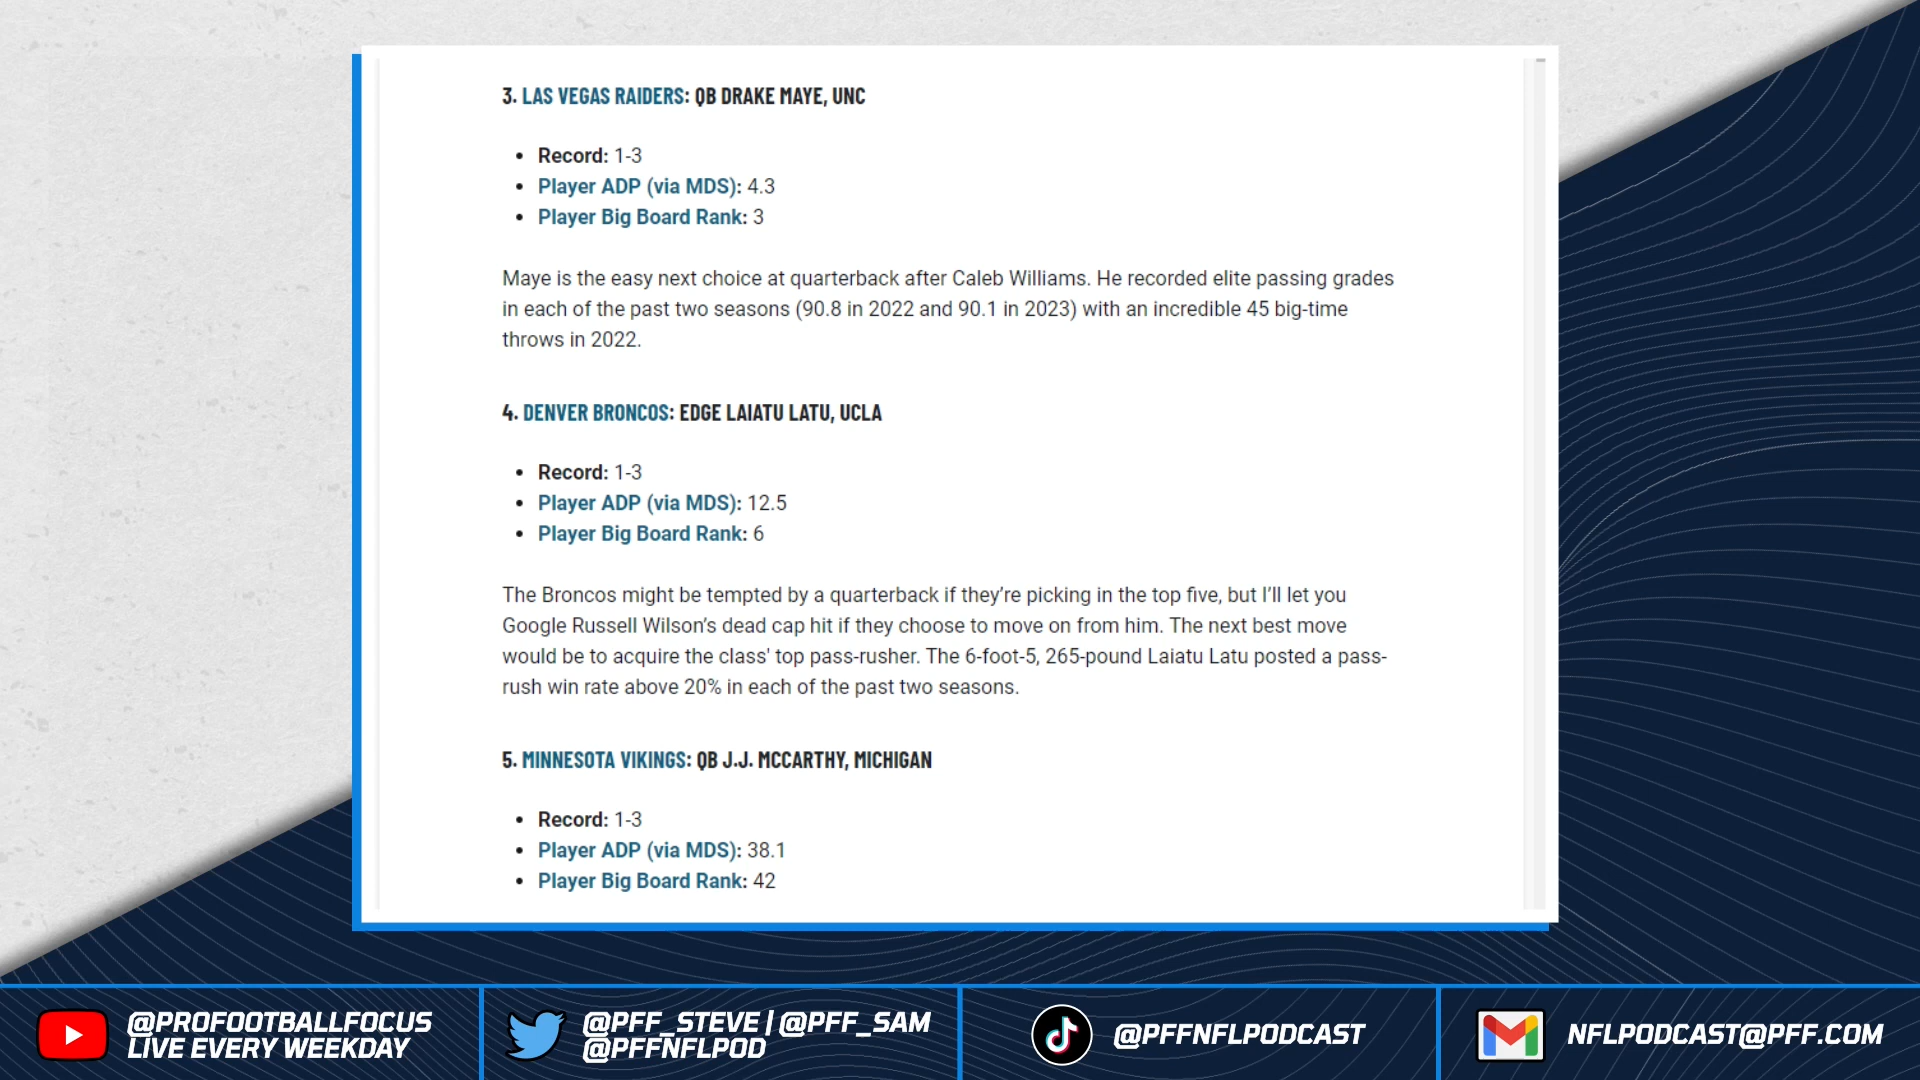 3. LAS VEGAS RAIDERS: QB DRAKE MAYE, UNC
• Record: 1-3
• Player ADP (via MDS): 4.3
• Player Big Board Rank: 3
Maye is the easy next choice at quarterback after Caleb Williams. He recorded elite passing grades
in each of the past two seasons (90.8 in 2022 and 90.1 in 2023) with an incredible 45 big-time
throws in 2022.
4. DENVER BRONCOS: EDGE LAIATU LATU, UCLA
• Record: 1-3
• Player ADP (via MDS): 12.5
• Player Big Board Rank: 6
The Broncos might be tempted by a quarterback if they’re picking in the top five, but I’ll let you
Google Russell Wilson’s dead cap hit if they choose to move on from him. The next best move
would be to acquire the class' top pass-rusher. The 6-foot-5, 265-pound Laiatu Latu posted a pass-
rush win rate above 20% in each of the past two seasons.
5. MINNESOTA VIKINGS: QB J.J. MCCARTHY, MICHIGAN
• Record: 1-3
• Player ADP (via MDS): 38.1
• Player Big Board Rank: 42
@PROFOOTBALLFOCUS
LIVE EVERY WEEKDAY
@PFF_STEVE | @PFF_SAM
@PFFNFLPOD
@PFFNFLPODCAST
NFLPODCAST@PFF.COM